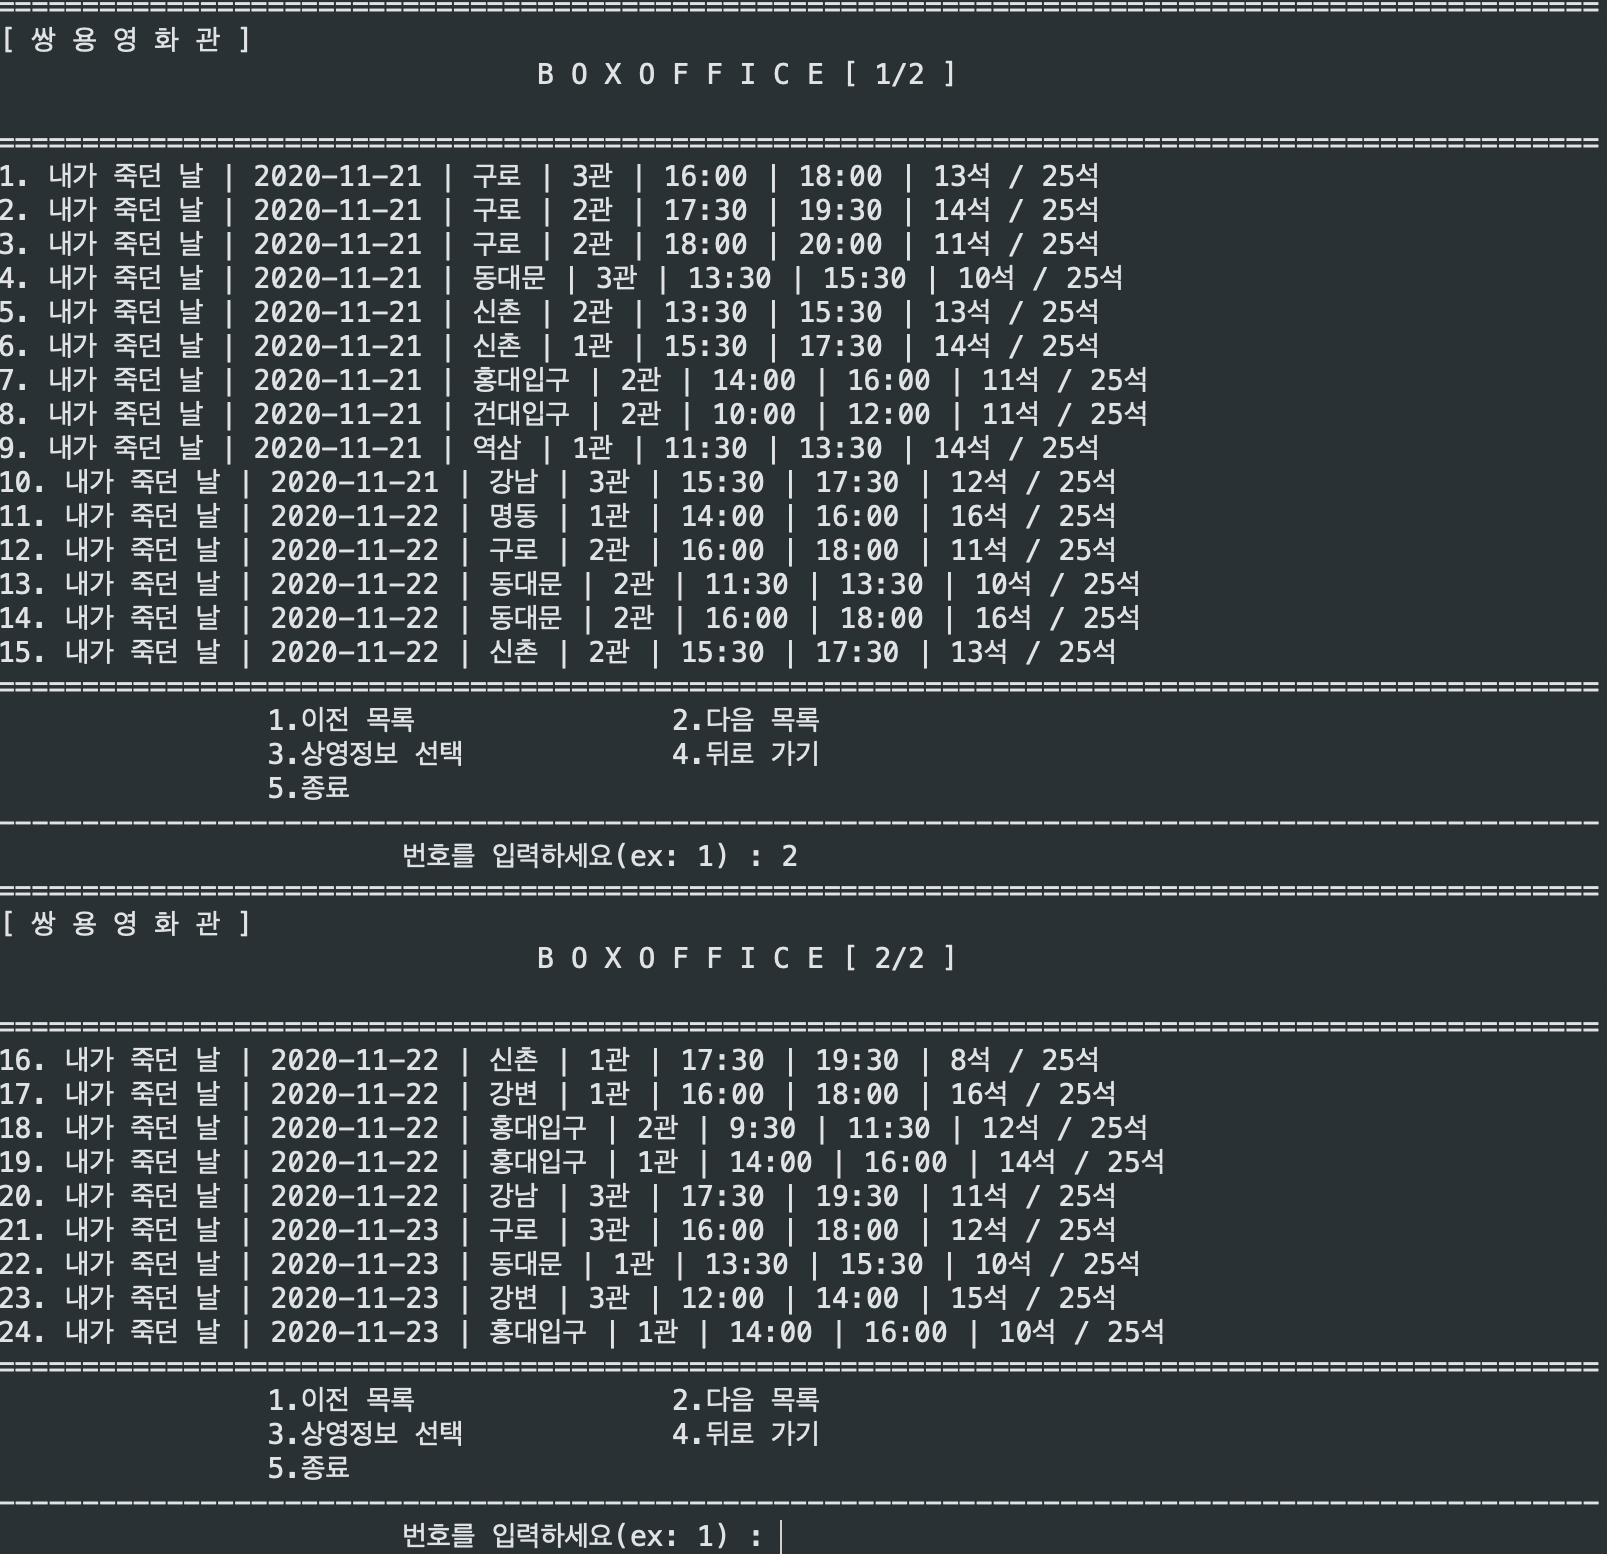 [ 쌍 용 영 화 관 ]
B O X O F F I C E [ 1/2 ]
1. 내가 죽던 날 | 2020-11-21 | 구로 | 3관 | 16:00 | 18:00 | 13석 / 25석
2. 내가 죽던 날 | 2020-11-21 | 구로 | 2관 | 17:30 | 19:30 | 14석 / 25석
3. 내가 죽던 날 | 2020-11-21 | 구로 | 2관 | 18:00 | 20:00 | 11석 / 25석
4. 내가 죽던 날 | 2020-11-21 | 동대문 | 3관 | 13:30 | 15:30 | 10석 / 25석
5. 내가 죽던 날 | 2020-11-21 | 신촌 | 2관 | 13:30 | 15:30 | 13석 / 25석
6. 내가 죽던 날 | 2020-11-21 | 신촌 | 1관 | 15:30 | 17:30 | 14석 / 25석
7. 내가 죽던 날 | 2020-11-21 | 홍대입구 | 2관 | 14:00 | 16:00 | 11석 / 25석
8. 내가 죽던 날 | 2020-11-21 | 건대입구 | 2관 | 10:00 | 12:00 | 11석 / 25석
9. 내가 죽던 날 | 2020-11-21 | 역삼 | 1관 | 11:30 | 13:30 | 14석 / 25석
10. 내가 죽던 날 | 2020-11-21 | 강남 | 3관 | 15:30 | 17:30 | 12석 / 25석
11. 내가 죽던 날 | 2020-11-22 | 명동 | 1관 | 14:00 | 16:00 | 16석 / 25석
12. 내가 죽던 날 | 2020-11-22 | 구로 | 2관 | 16:00 | 18:00 | 11석 / 25석
13. 내가 죽던 날 | 2020-11-22 | 동대문 | 2관 | 11:30 | 13:30 | 10석 / 25석
14. 내가 죽던 날 | 2020-11-22 | 동대문 | 2관 | 16:00 | 18:00 | 16석 / 25석
15. 내가 죽던 날 | 2020-11-22 | 신촌 | 2관 | 15:30 | 17:30 | 13석 / 25석
1.이전 목록 2.다음 목록
3.상영정보 선택 4.뒤로 가기
5.종료
번호를 입력하세요(ex: 1) : 2
[ 쌍 용 영 화 관 ]
B O X O F F I C E [ 2/2 ]
16. 내가 죽던 날 | 2020-11-22 | 신촌 | 1관 | 17:30 | 19:30 | 8석 / 25석
17. 내가 죽던 날 | 2020-11-22 | 강변 | 1관 | 16:00 | 18:00 | 16석 / 25석
18. 내가 죽던 날 | 2020-11-22 | 홍대입구 | 2관 | 9:30 | 11:30 | 12석 / 25석
19. 내가 죽던 날 | 2020-11-22 | 홍대입구 | 1관 | 14:00 | 16:00 | 14석 / 25석
20. 내가 죽던 날 | 2020-11-22 | 강남 | 3관 | 17:30 | 19:30 | 11석 / 25석
21. 내가 죽던 날 | 2020-11-23 | 구로 | 3관 | 16:00 | 18:00 | 12석 / 25석
22. 내가 죽던 날 | 2020-11-23 | 동대문 | 1관 | 13:30 | 15:30 | 10석 / 25석
23. 내가 죽던 날 | 2020-11-23 | 강변 | 3관 | 12:00 | 14:00 | 15석 / 25석
24. 내가 죽던 날 | 2020-11-23 | 홍대입구 | 1관 | 14:00 | 16:00 | 10석 / 25석
1.이전 목록 2.다음 목록
3.상영정보 선택 4.뒤로 가기
5.종료
번호를 입력하세요(ex: 1) :